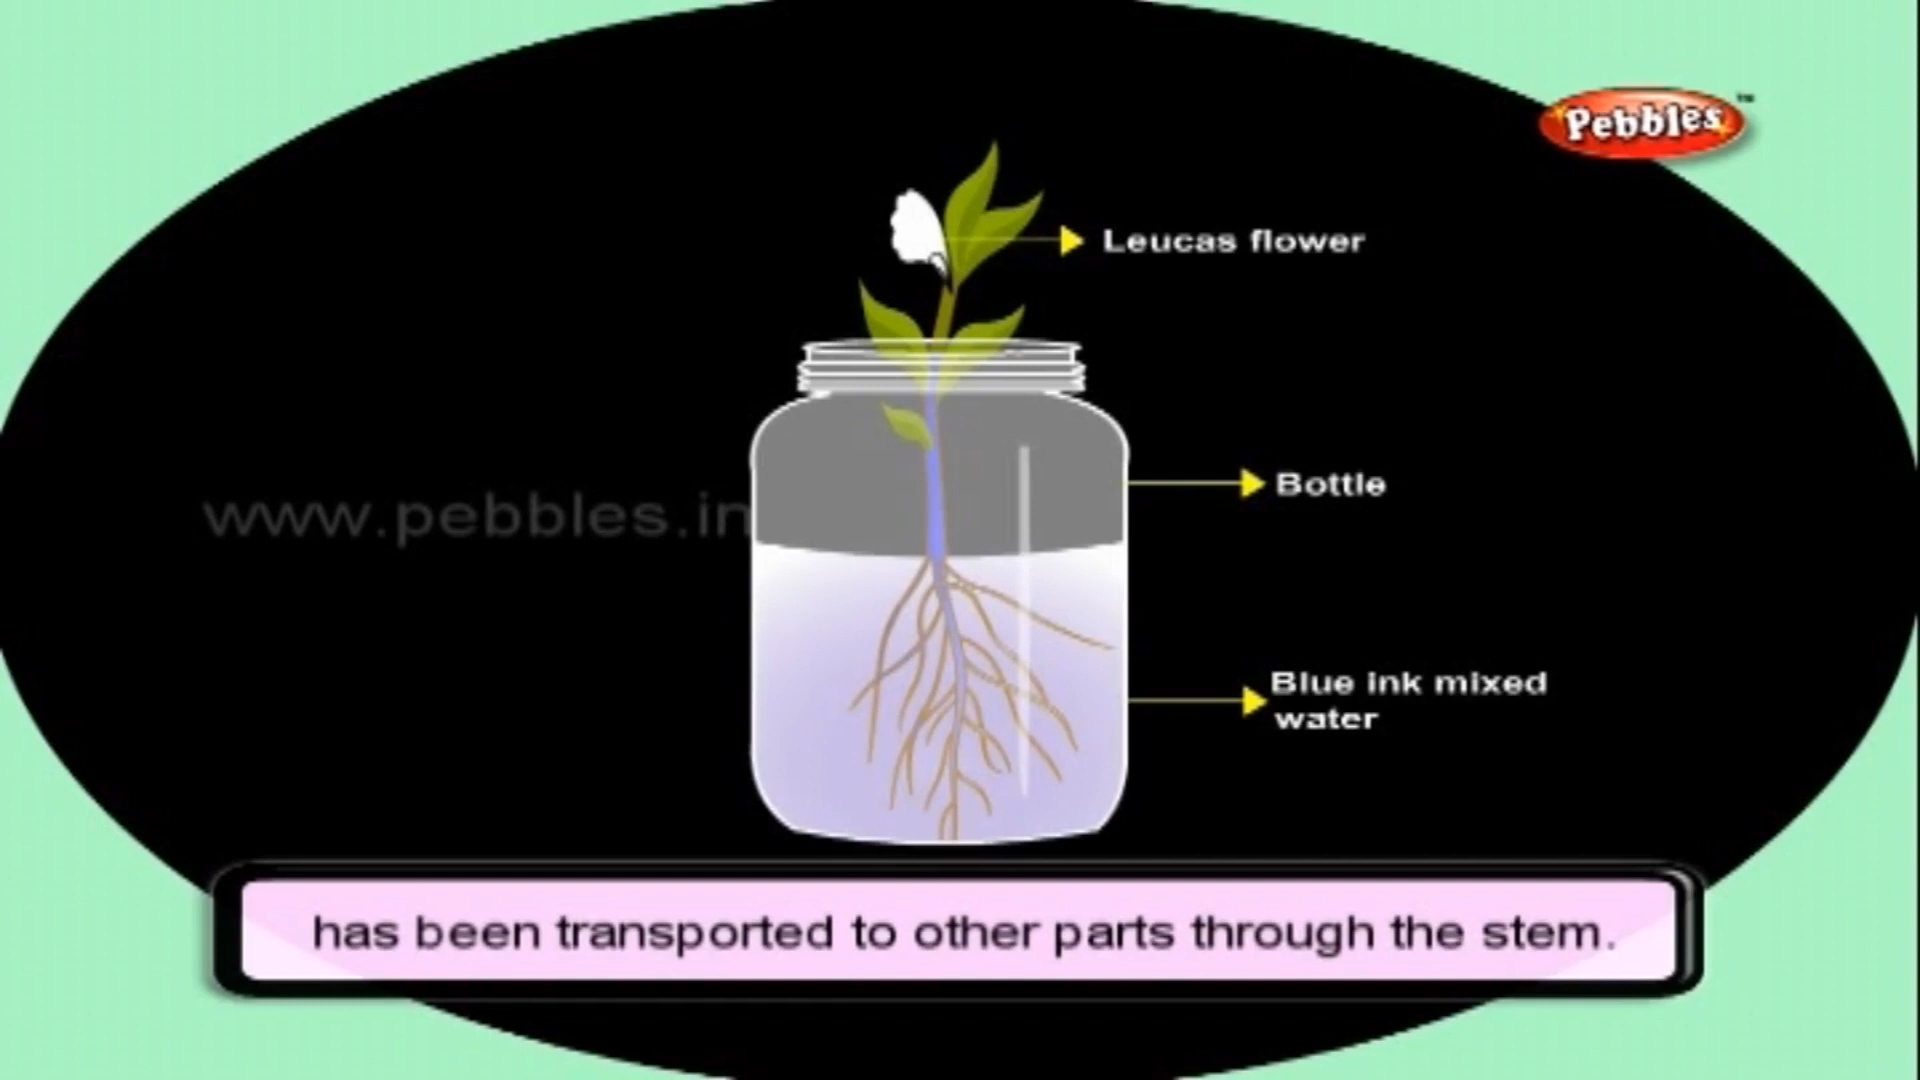 Pebbles™
Leucas flower
Bottle
www.pebbles.in
Blue ink mixed
water
has been transported to other parts through the stem.